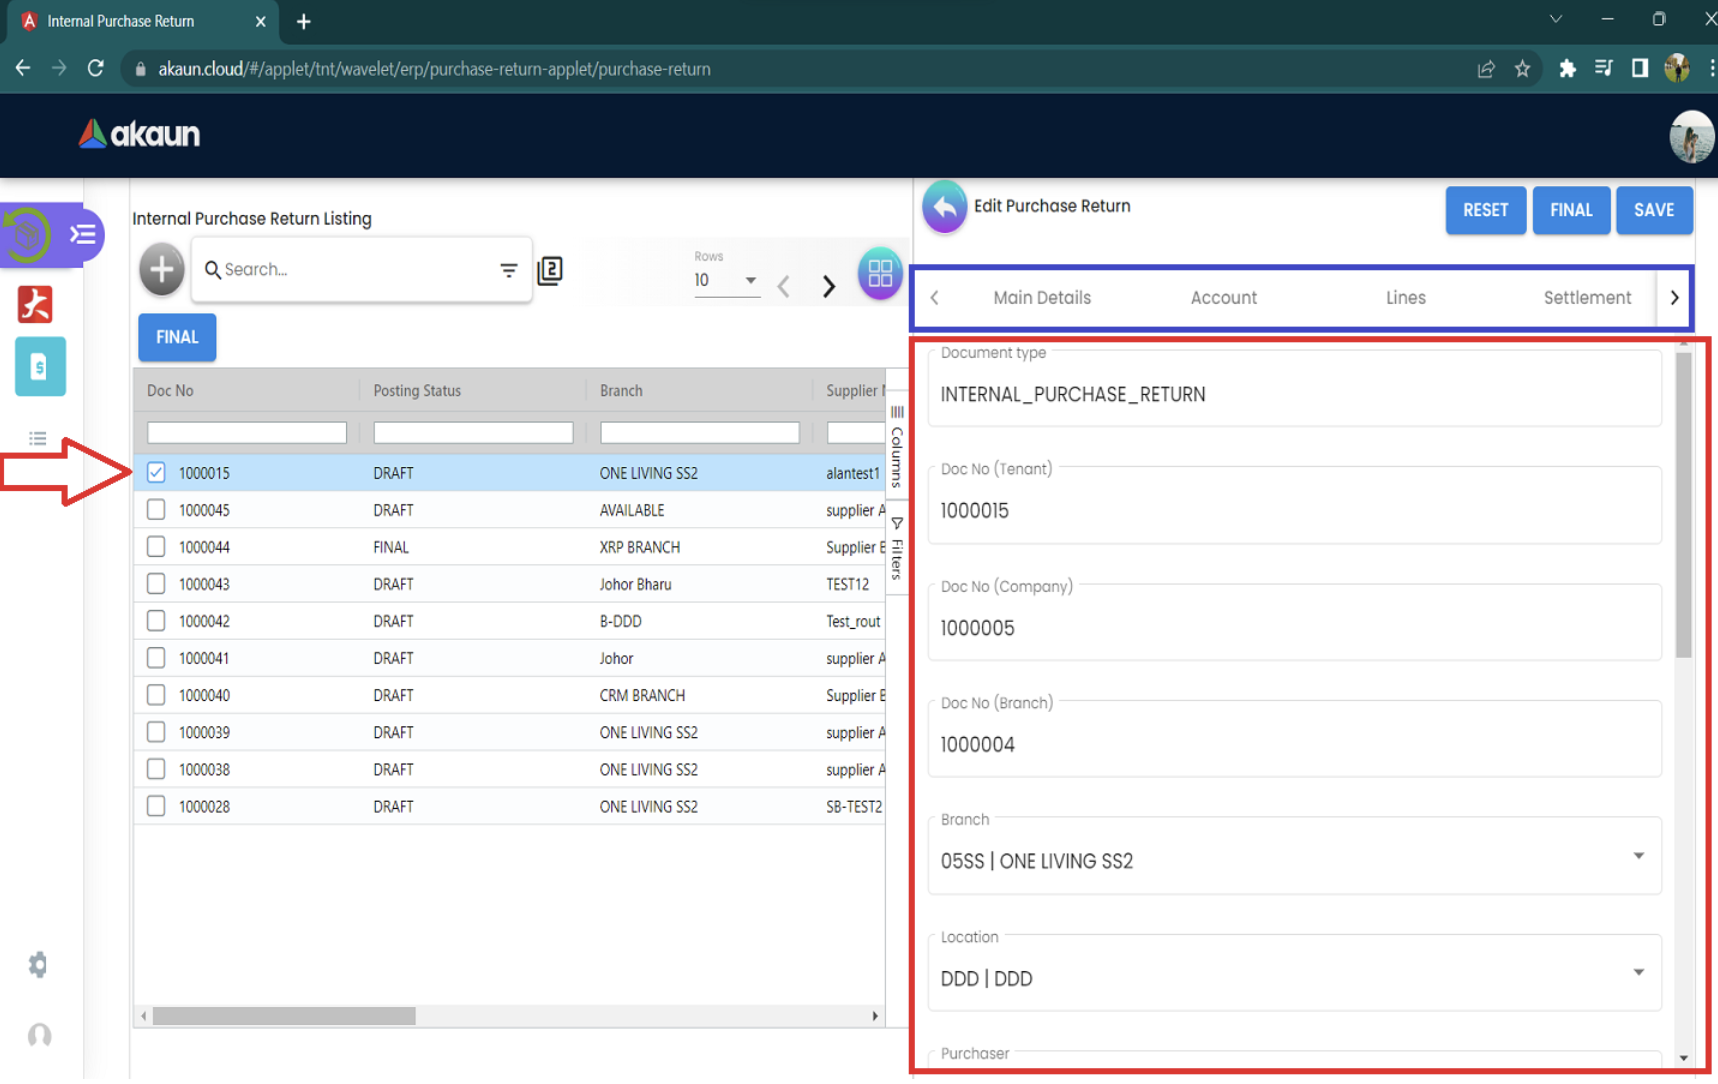 Internal Purchase Return
akaun.cloud/#/applet/tnt/wavelet/erp/purchase-return-applet/purchase-return
akaun
Internal Purchase Return Listing
Search...
2
Rows
10
FINAL
Doc No Posting Status Branch Supplier
1000015 DRAFT ONE LIVING SS2 alantest1
1000045 DRAFT AVAILABLE supplier A
1000044 FINAL XRP BRANCH Supplier
1000043 DRAFT Johor Bharu TEST12
1000042 DRAFT B-DDD Test_rout
1000041 DRAFT Johor supplier A
1000040 DRAFT CRM BRANCH Supplier
1000039 DRAFT ONE LIVING SS2 supplier A
1000038 DRAFT ONE LIVING SS2 supplier A
1000028 DRAFT ONE LIVING SS2 SB-TEST2
Columns
Filters
Edit Purchase Return
RESET FINAL SAVE
Main Details Account Lines Settlement
Document type
INTERNAL_PURCHASE_RETURN
Doc No (Tenant)
1000015
Doc No (Company)
1000005
Doc No (Branch)
1000004
Branch
05SS | ONE LIVING SS2
Location
DDD | DDD
Purchaser